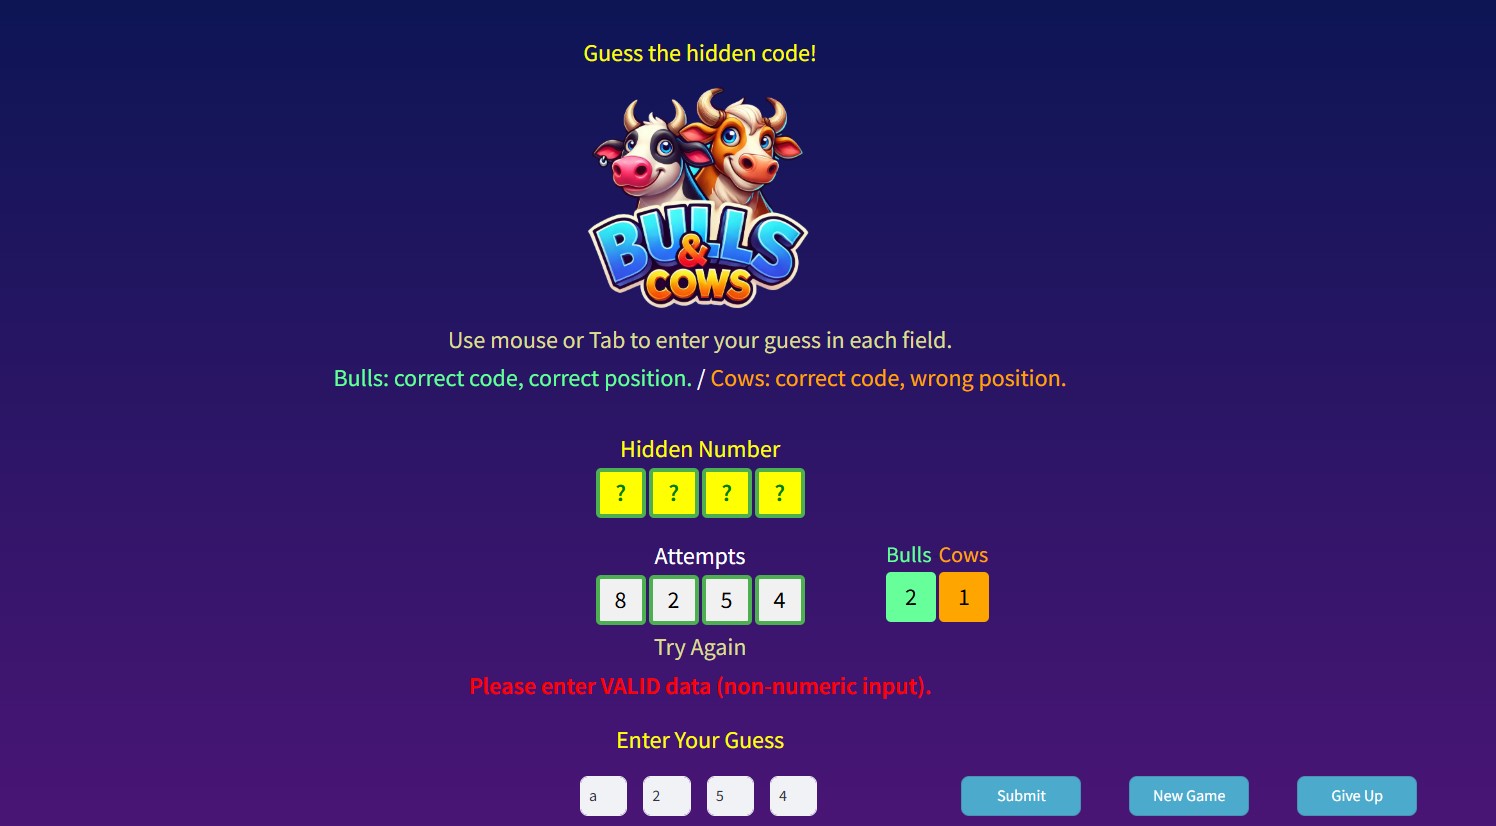 Guess the hidden code!
BULLS
&
COWS
Use mouse or Tab to enter your guess in each field.
Bulls: correct code, correct position. / Cows: correct code, wrong position.
Hidden Number
? ? ? ?
Attempts
Bulls Cows
8 2 5 4
2 1
Try Again
Please enter VALID data (non-numeric input).
Enter Your Guess
a 2 5 4 Submit New Game Give Up